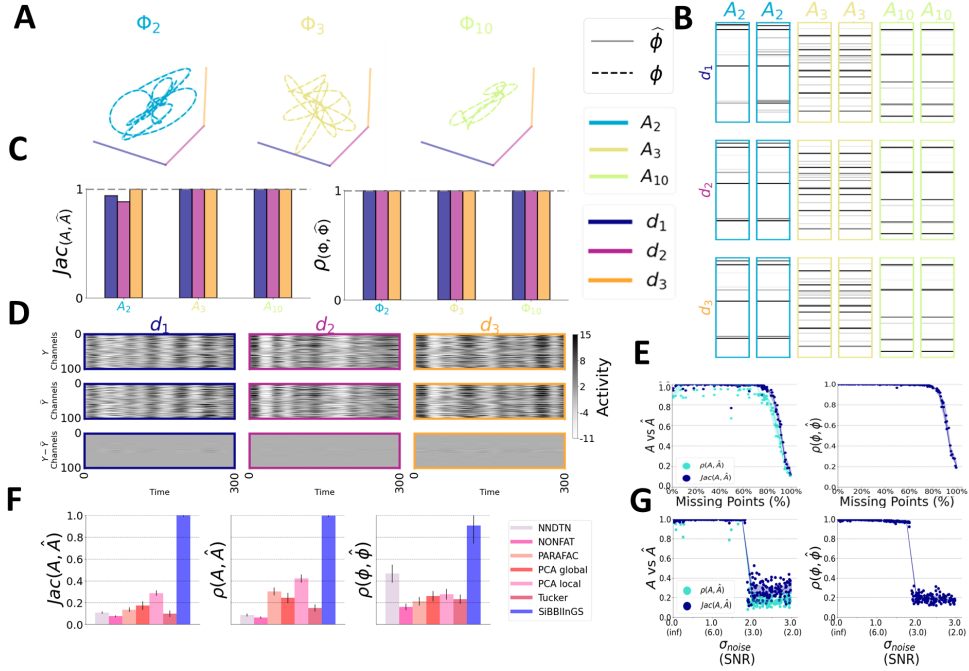 A
Φ2
Φ3
Φ10
ϕ̂
ϕ
A2
A3
A10
d1
d2
d3
B
A2 A2 A3 A3 A10 A10
d1
d2
d3
C
Jac(A, Â)
1
0
A2 A3 A10
ρ(Φ, Φ̂)
1
0
Φ2 Φ3 Φ10
D
d1 d2 d3
Y
Channels
0
100
Ŷ
Channels
0
100
Y − Ŷ
Channels
0
100
0 300 0 300 0 300
Time Time Time
15
8
2
-4
-11
Activity
E
A vs Â
1.0
0.8
0.6
0.4
0.2
0.0
ρ(A, Â)
Jac(A, Â)
0% 20% 40% 60% 80% 100%
Missing Points (%)
ρ(ϕ, ϕ̂)
1.0
0.8
0.6
0.4
0.2
0.0
0% 20% 40% 60% 80% 100%
Missing Points (%)
F
Jac(A, Â)
1.0
0.8
0.6
0.4
0.2
0.0
ρ(A, Â)
1.0
0.8
0.6
0.4
0.2
0.0
ρ(ϕ, ϕ̂)
1.0
0.8
0.6
0.4
0.2
0.0
NNDTN
NONFAT
PARAFAC
PCA global
PCA local
Tucker
SiBBlInGS
G
A vs Â
1.0
0.8
0.6
0.4
0.2
0.0
ρ(A, Â)
Jac(A, Â)
0.0 1.0 2.0 3.0
(inf) (6.0) (3.0) (2.0)
σnoise
(SNR)
ρ(ϕ, ϕ̂)
1.0
0.8
0.6
0.4
0.2
0.0
0.0 1.0 2.0 3.0
(inf) (6.0) (3.0) (2.0)
σnoise
(SNR)